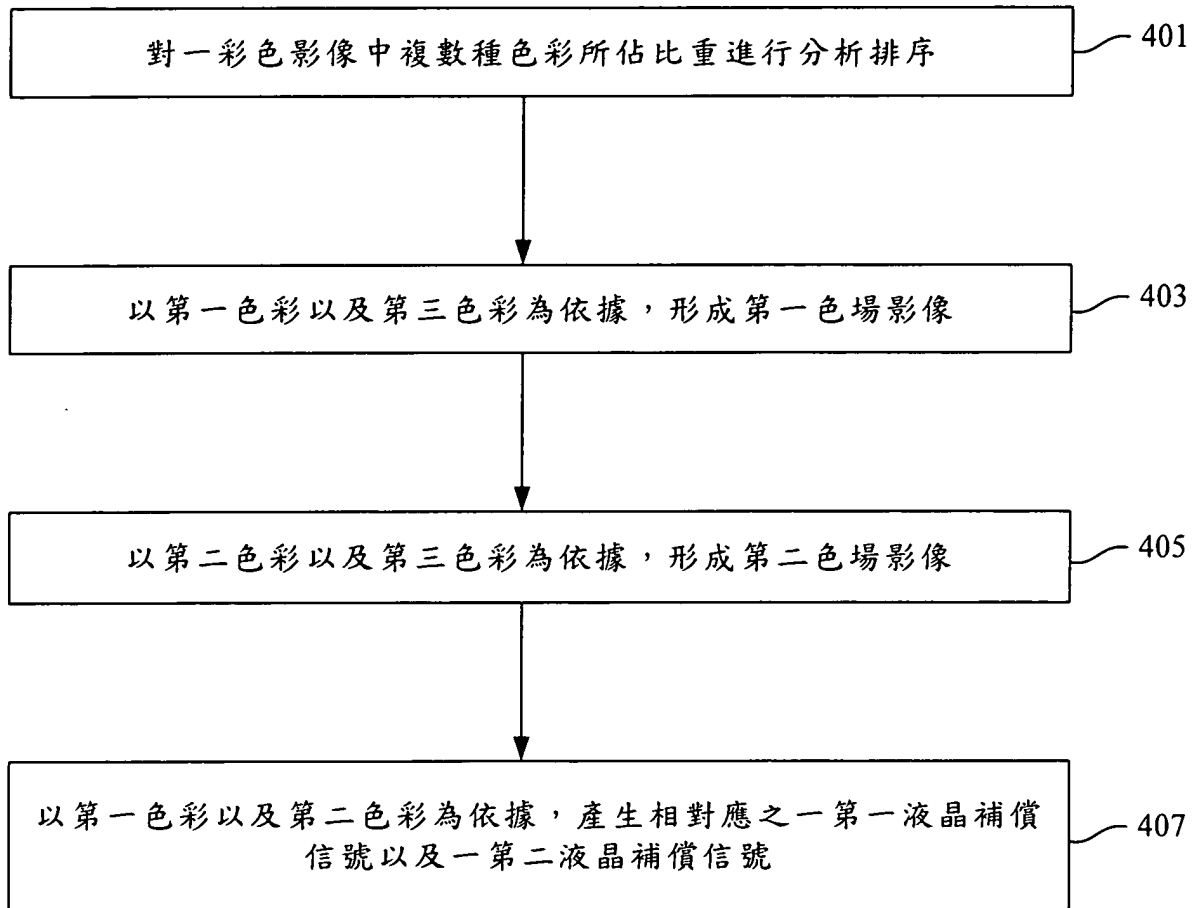 對一彩色影像中複數種色彩所佔比重進行分析排序
401
以第一色彩以及第三色彩為依據，形成第一色場影像
403
以第二色彩以及第三色彩為依據，形成第二色場影像
405
以第一色彩以及第二色彩為依據，產生相對應之一第一液晶補償
信號以及一第二液晶補償信號
407